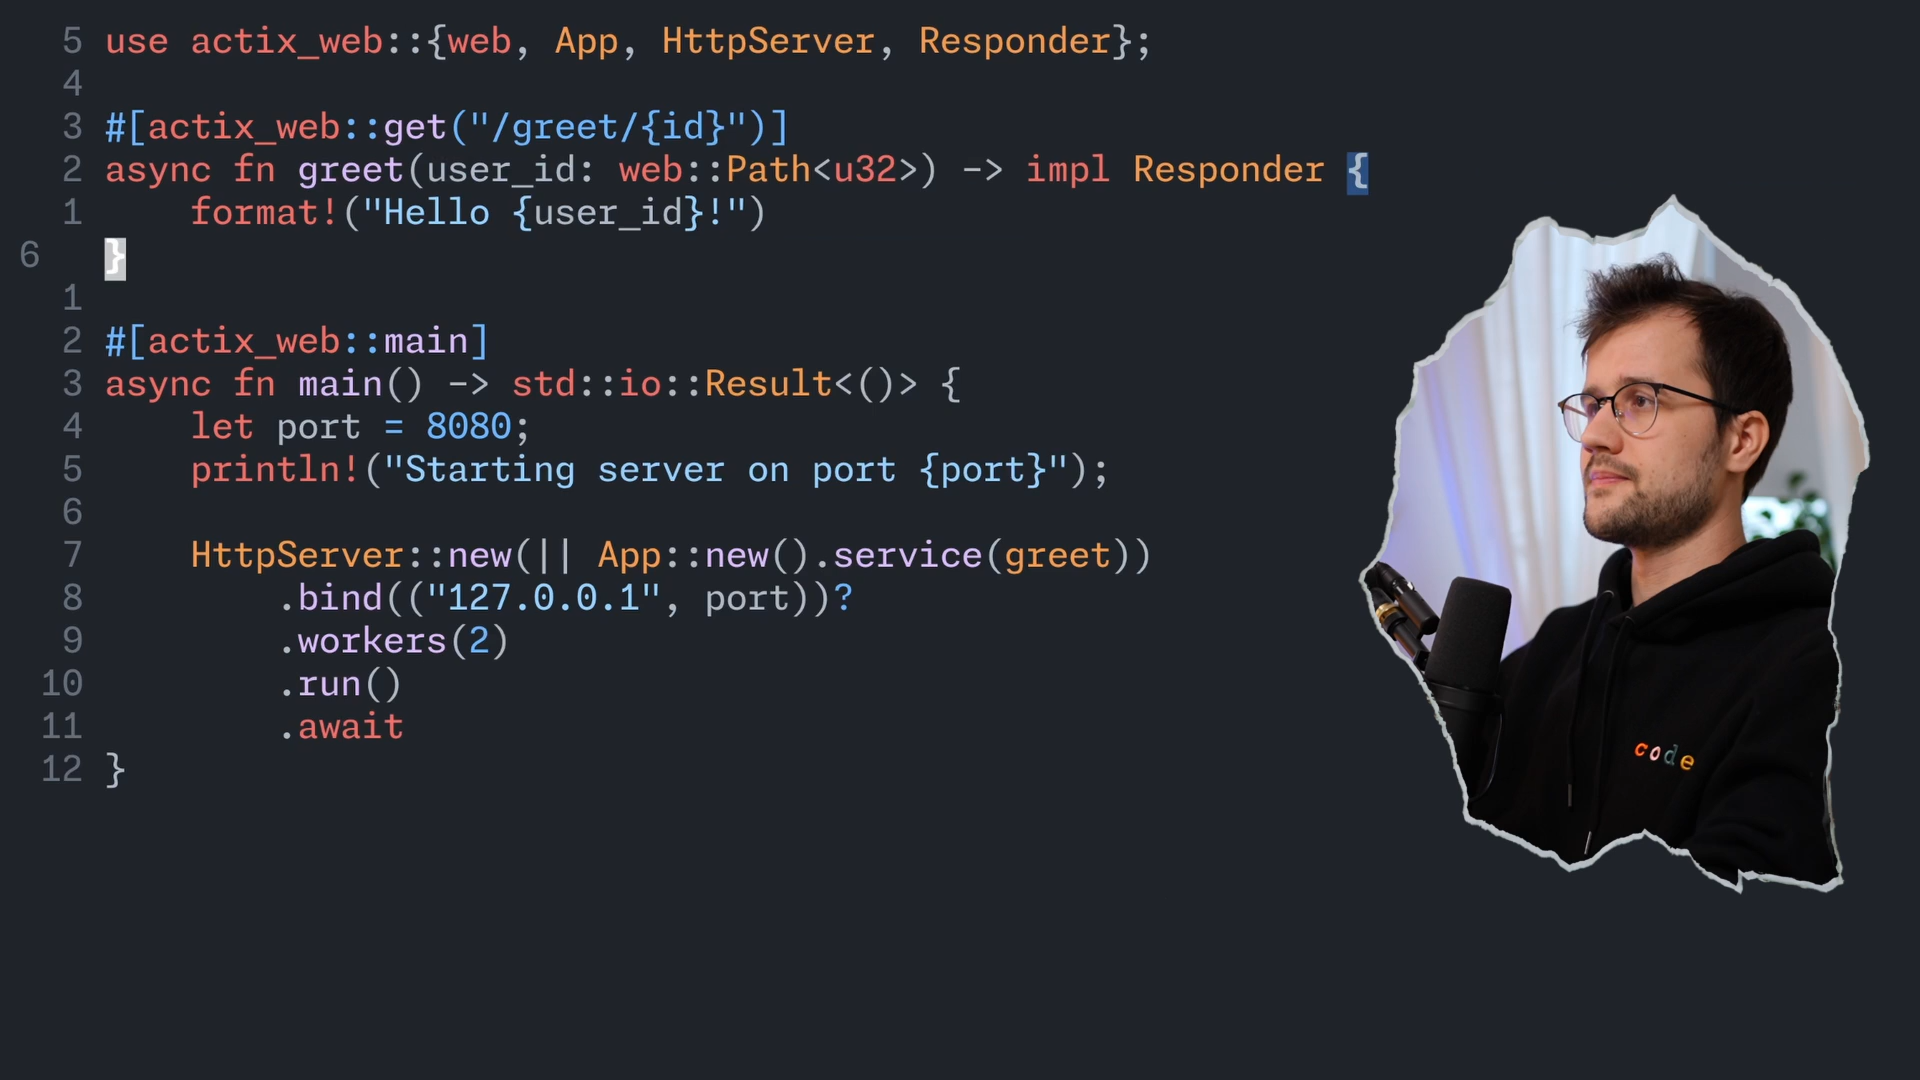 5 use actix_web::{web, App, HttpServer, Responder};
4
3 #[actix_web::get("/greet/{id}")]
2 async fn greet(user_id: web::Path<u32>) -> impl Responder {
1     format!("Hello {user_id}!")
6 }
1
2 #[actix_web::main]
3 async fn main() -> std::io::Result<()> {
4     let port = 8080;
5     println!("Starting server on port {port}");
6
7     HttpServer::new(|| App::new().service(greet))
8         .bind(("127.0.0.1", port))?
9         .workers(2)
10         .run()
11         .await
12 }
code